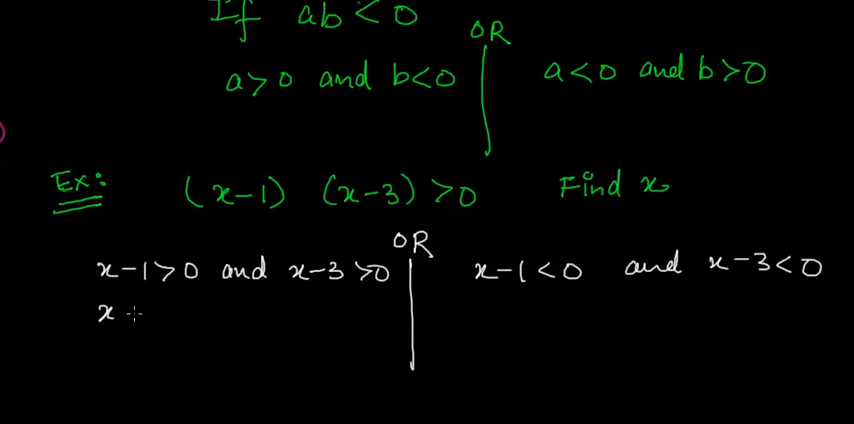 If ab < 0
OR
a > 0 and b < 0
a < 0 and b > 0
Ex: (x-1) (x-3) > 0 Find x
OR
x-1 > 0 and x-3 > 0
x-1 < 0 and x-3 < 0
x